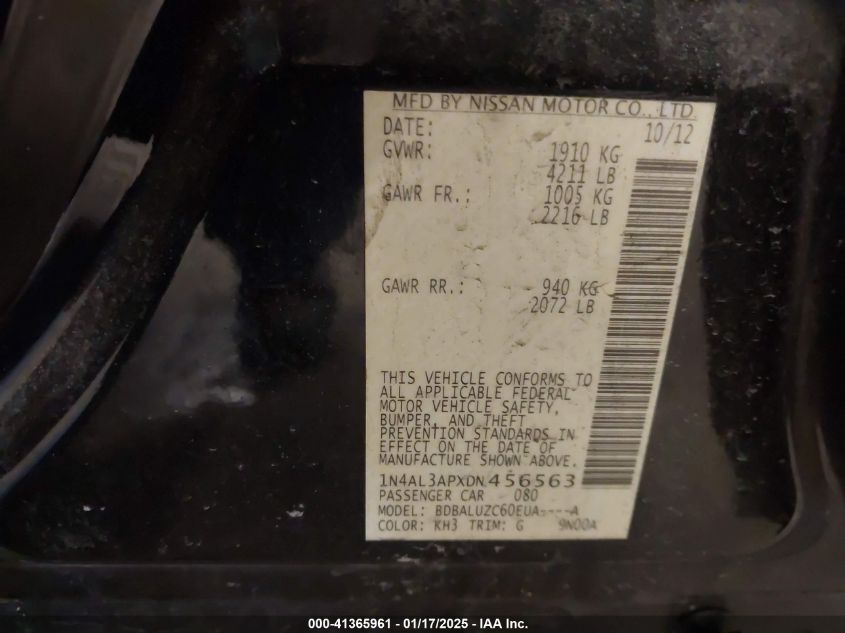 MFD BY NISSAN MOTOR CO., LTD.
DATE: 10/12
GVWR: 1910 KG
4211 LB
GAWR FR.: 1005 KG
2216 LB
GAWR RR.: 940 KG
2072 LB
THIS VEHICLE CONFORMS TO
ALL APPLICABLE FEDERAL
MOTOR VEHICLE SAFETY,
BUMPER, AND THEFT
PREVENTION STANDARDS IN
EFFECT ON THE DATE OF
MANUFACTURE SHOWN ABOVE.
1N4AL3APXDN456563
PASSENGER CAR 080
MODEL: BDBALUZC60EUA----A
COLOR: KH3 TRIM: G 9N00A
000-41365961 - 01/17/2025 - IAA Inc.